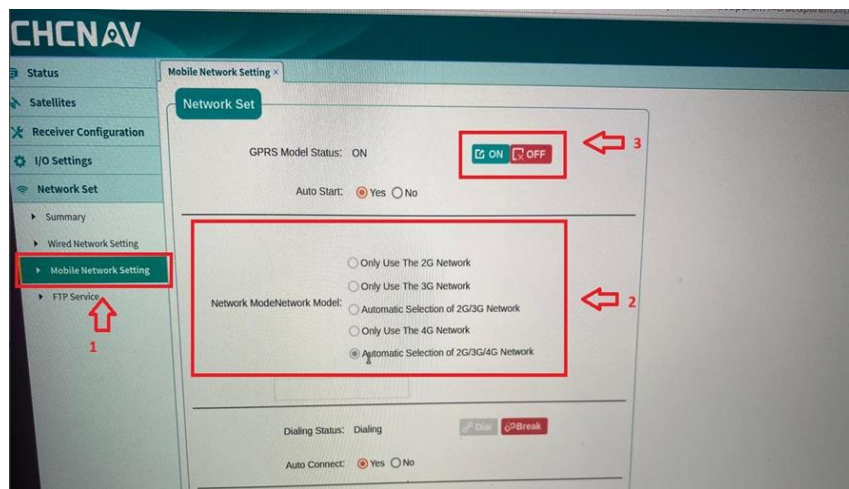 CHCNAV
Status
Mobile Network Setting ×
Satellites
Network Set
Receiver Configuration
GPRS Model Status: ON
ON OFF
3
I/O Settings
Auto Start: Yes No
Network Set
Summary
Wired Network Setting
Mobile Network Setting
FTP Service
1
Network ModeNetwork Model:
Only Use The 2G Network
Only Use The 3G Network
Automatic Selection of 2G/3G Network
Only Use The 4G Network
Automatic Selection of 2G/3G/4G Network
2
Dialing Status: Dialing
Dial Break
Auto Connect: Yes No